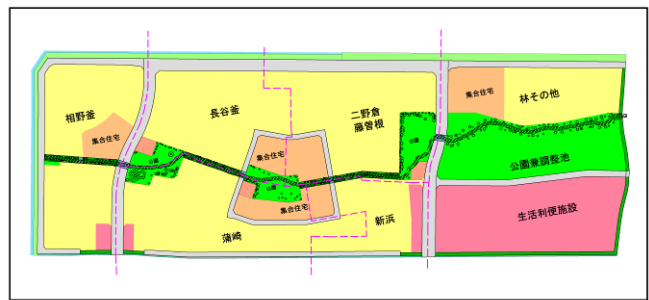 相野釜
集合住宅
長谷釜
二野倉
藤曽根
集合住宅
林その他
公園
集合住宅
公園
公園
公園兼調整池
集合住宅
蒲崎
新浜
生活利便施設